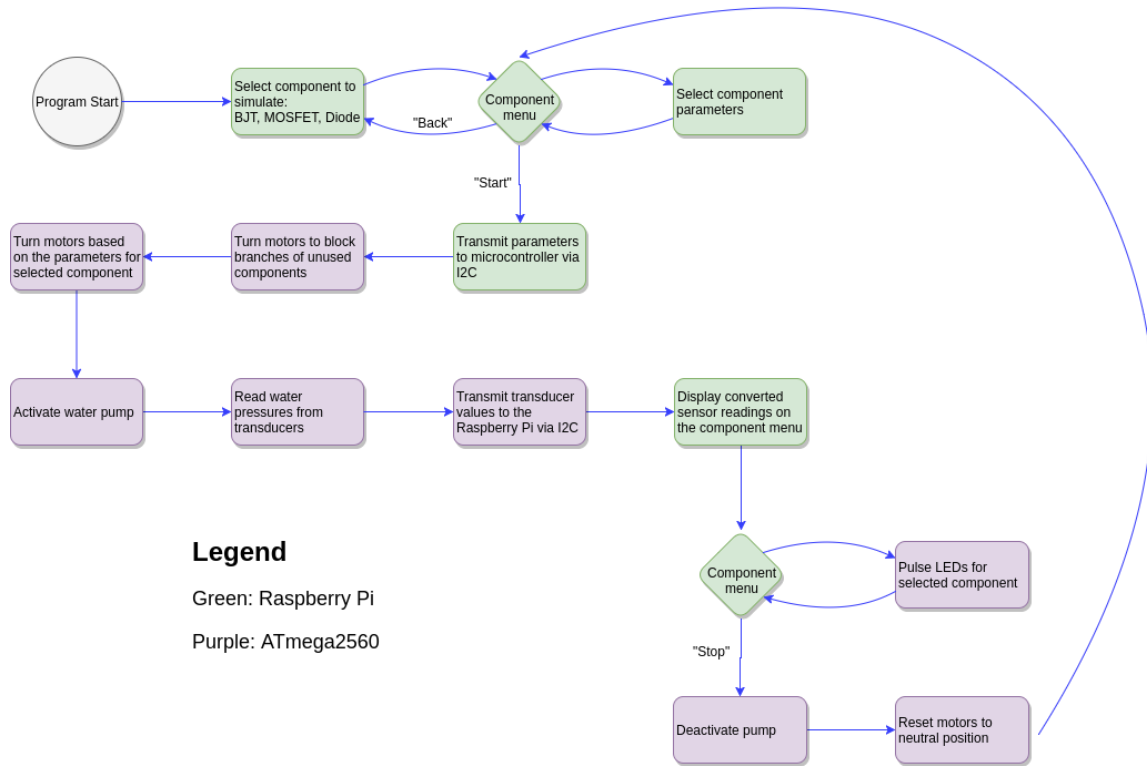 Program Start
Select component to
simulate:
BJT, MOSFET, Diode
"Back"
Component
menu
Select component
parameters
"Start"
Turn motors based
on the parameters for
selected component
Turn motors to block
branches of unused
components
Transmit parameters
to microcontroller via
I2C
Activate water pump
Read water
pressures from
transducers
Transmit transducer
values to the
Raspberry Pi via I2C
Display converted
sensor readings on
the component menu
Legend
Green: Raspberry Pi
Purple: ATmega2560
Component
menu
Pulse LEDs for
selected component
"Stop"
Deactivate pump
Reset motors to
neutral position